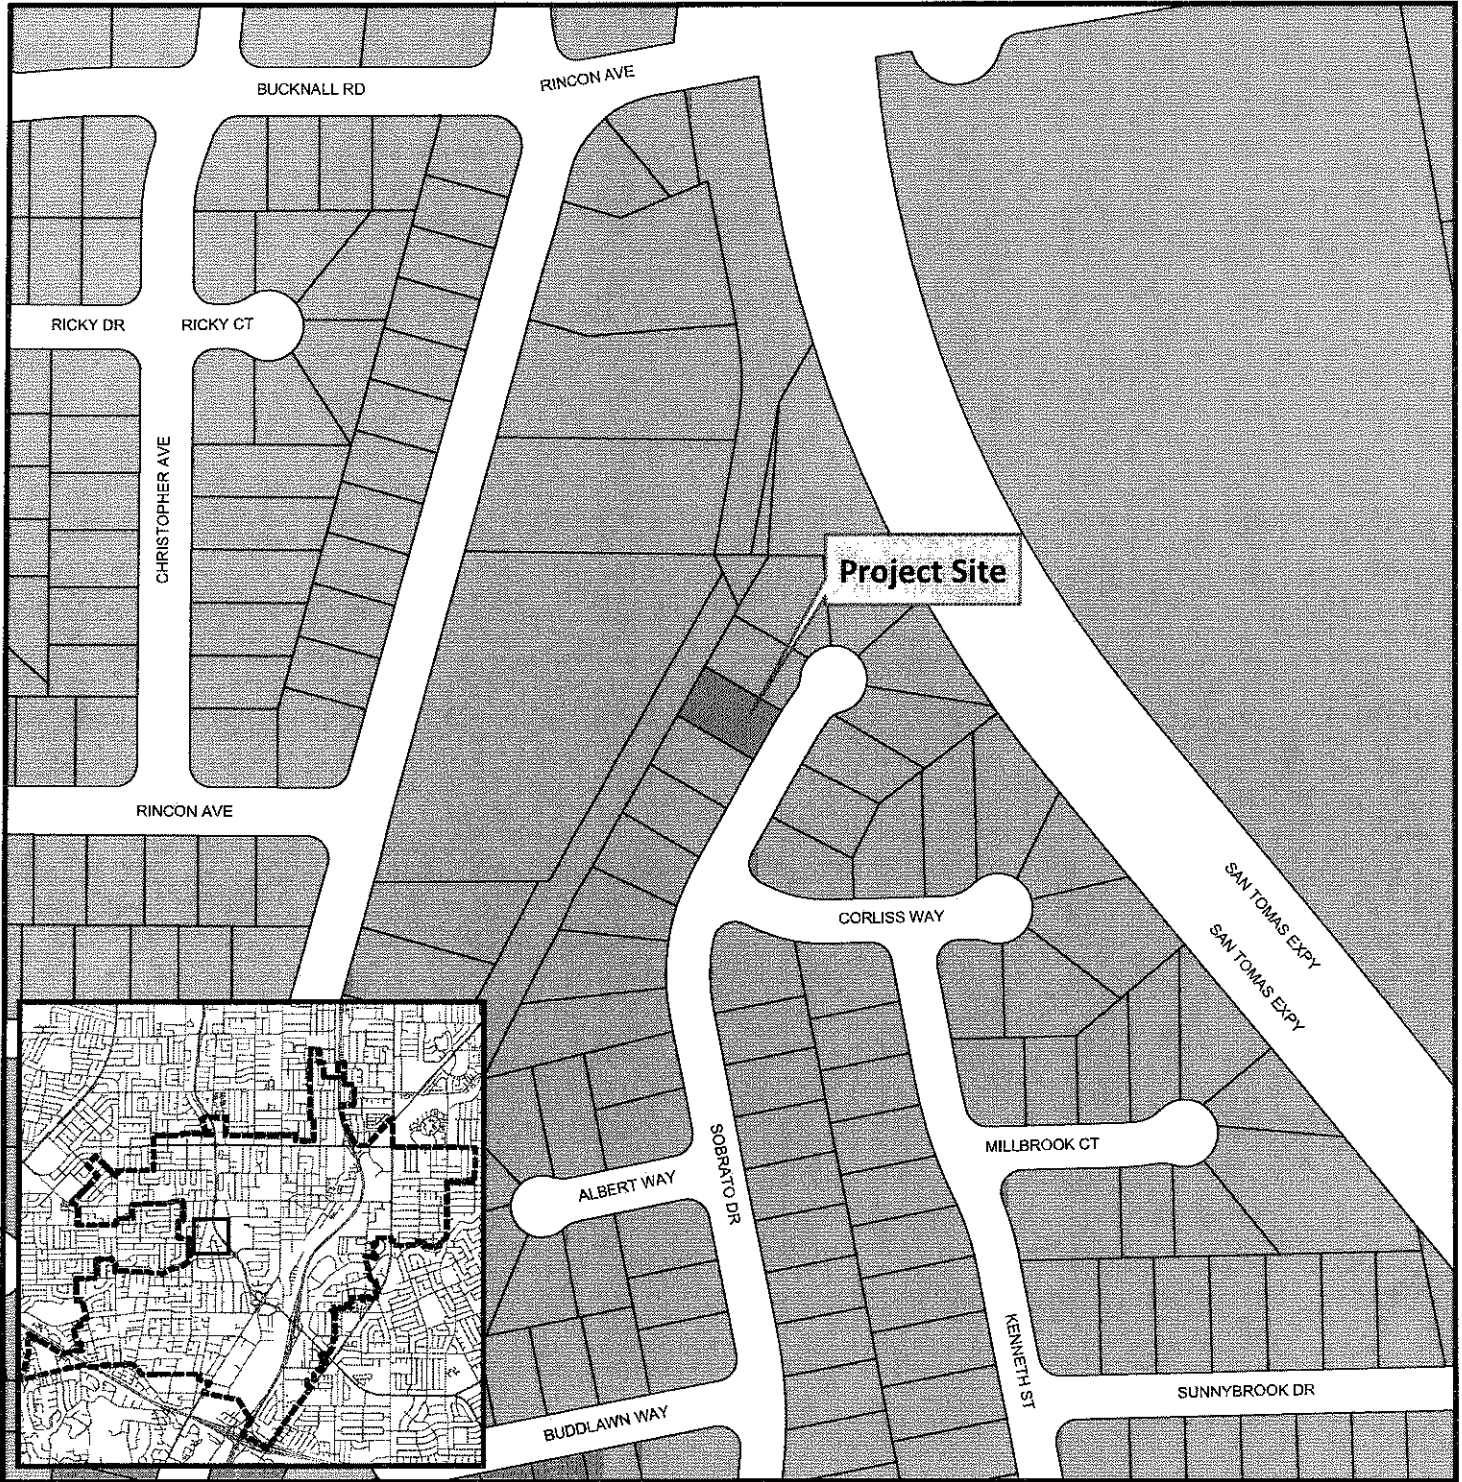 BUCKNALL RD
RINCON AVE
RICKY DR
RICKY CT
CHRISTOPHER AVE
Project Site
RINCON AVE
SAN TOMAS EXPY
SAN TOMAS EXPY
CORLISS WAY
SOBRATO DR
MILLBROOK CT
ALBERT WAY
KENNETH ST
SUNNYBROOK DR
BUDDLAWN WAY